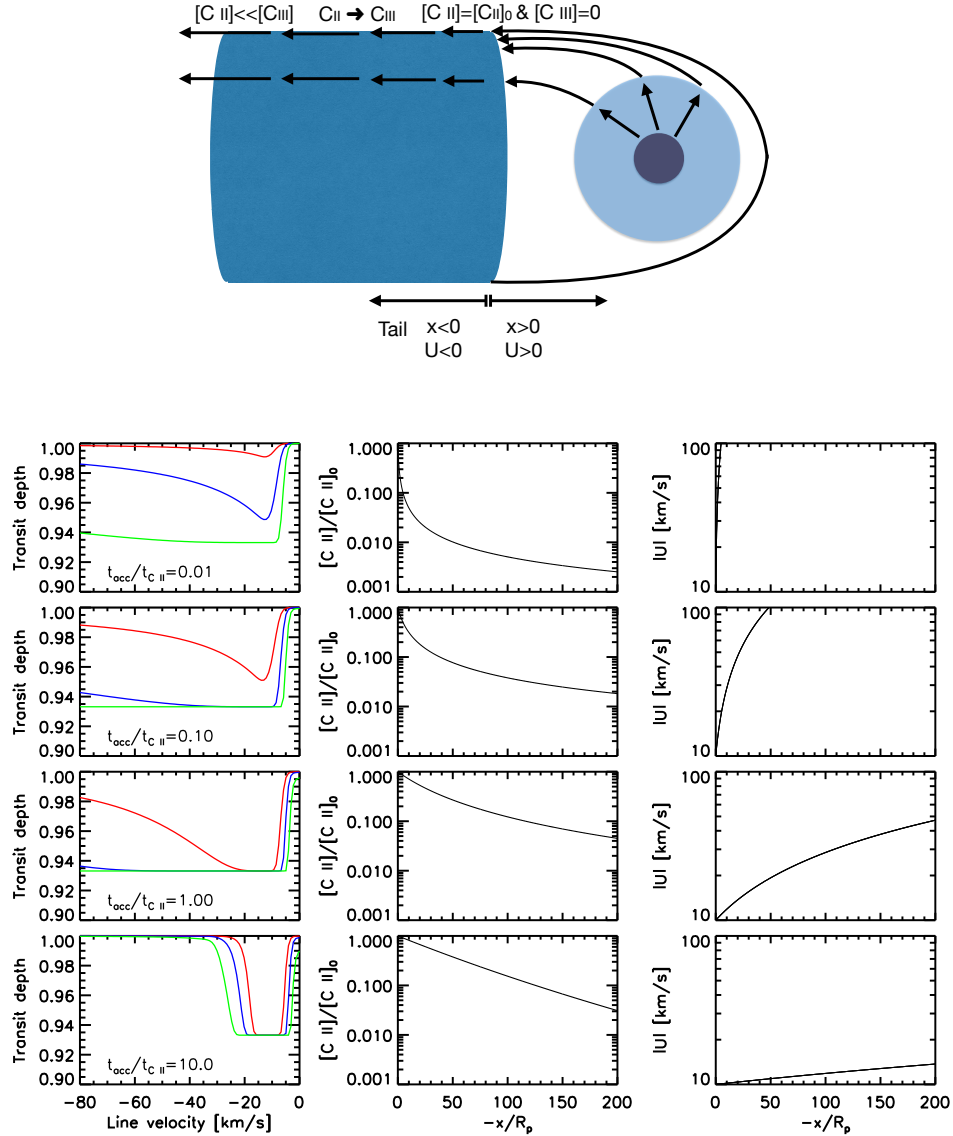 [C II]<<[CIII] CII → CIII [C II]=[CII]0 & [C III]=0
Tail x<0 x>0
U<0 U>0
Transit depth
1.00
0.98
0.96
0.94
0.92
0.90
tacc/tC II=0.01
[C II]/[C II]0
1.000
0.100
0.010
0.001
|U| [km/s]
100
10
Transit depth
1.00
0.98
0.96
0.94
0.92
0.90
tacc/tC II=0.10
[C II]/[C II]0
1.000
0.100
0.010
0.001
|U| [km/s]
100
10
Transit depth
1.00
0.98
0.96
0.94
0.92
0.90
tacc/tC II=1.00
[C II]/[C II]0
1.000
0.100
0.010
0.001
|U| [km/s]
100
10
Transit depth
1.00
0.98
0.96
0.94
0.92
0.90
tacc/tC II=10.0
-80 -60 -40 -20 0
Line velocity [km/s]
[C II]/[C II]0
1.000
0.100
0.010
0.001
0 50 100 150 200
-x/Rp
|U| [km/s]
100
10
0 50 100 150 200
-x/Rp